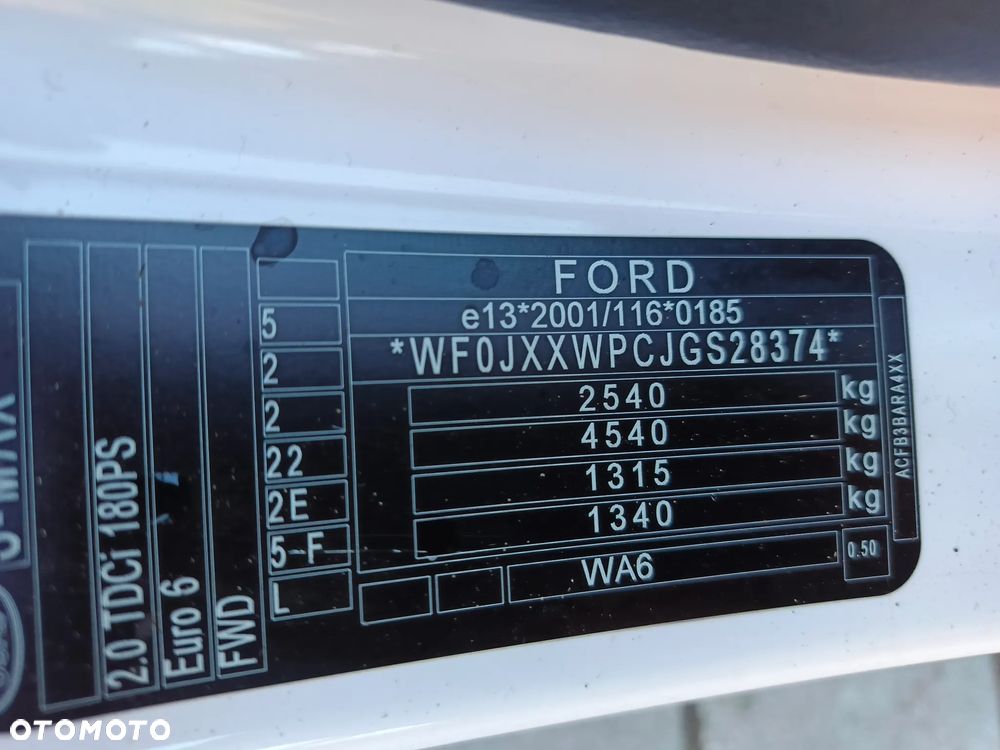 FORD
e13*2001/116*0185
*WF0JXXWPCJGS28374*
2540 kg
4540 kg
1315 kg
1340 kg
WA6
0.50
ACFB3BARA4XX
5
2
2
22
2E
5-F
L
FWD
Euro 6
2.0 TDCi 180PS
S-MAX
OTOMOTO